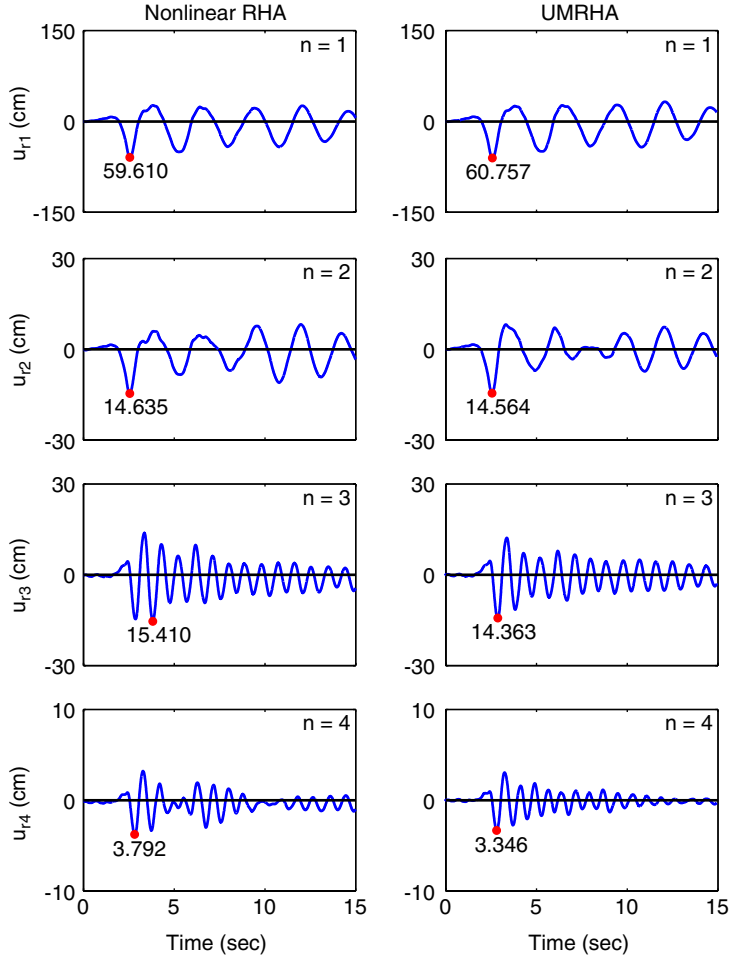 Nonlinear RHA
UMRHA
150
0
-150
u_r1 (cm)
n = 1
59.610
150
0
-150
n = 1
60.757
30
0
-30
u_r2 (cm)
n = 2
14.635
30
0
-30
n = 2
14.564
30
0
-30
u_r3 (cm)
n = 3
15.410
30
0
-30
n = 3
14.363
10
0
-10
u_r4 (cm)
n = 4
3.792
0 5 10 15
Time (sec)
10
0
-10
n = 4
3.346
0 5 10 15
Time (sec)